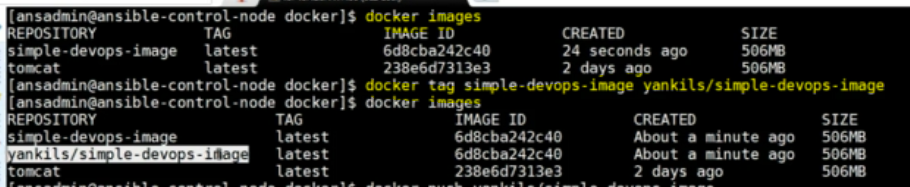 [ansadmin@ansible-control-node docker]$ docker images
REPOSITORY TAG IMAGE ID CREATED SIZE
simple-devops-image latest 6d8cba242c40 24 seconds ago 506MB
tomcat latest 238e6d7313e3 2 days ago 506MB
[ansadmin@ansible-control-node docker]$ docker tag simple-devops-image yankils/simple-devops-image
[ansadmin@ansible-control-node docker]$ docker images
REPOSITORY TAG IMAGE ID CREATED SIZE
simple-devops-image latest 6d8cba242c40 About a minute ago 506MB
yankils/simple-devops-image latest 6d8cba242c40 About a minute ago 506MB
tomcat latest 238e6d7313e3 2 days ago 506MB
[ansadmin@ansible-control-node docker]$ docker push yankils/simple-devops-image